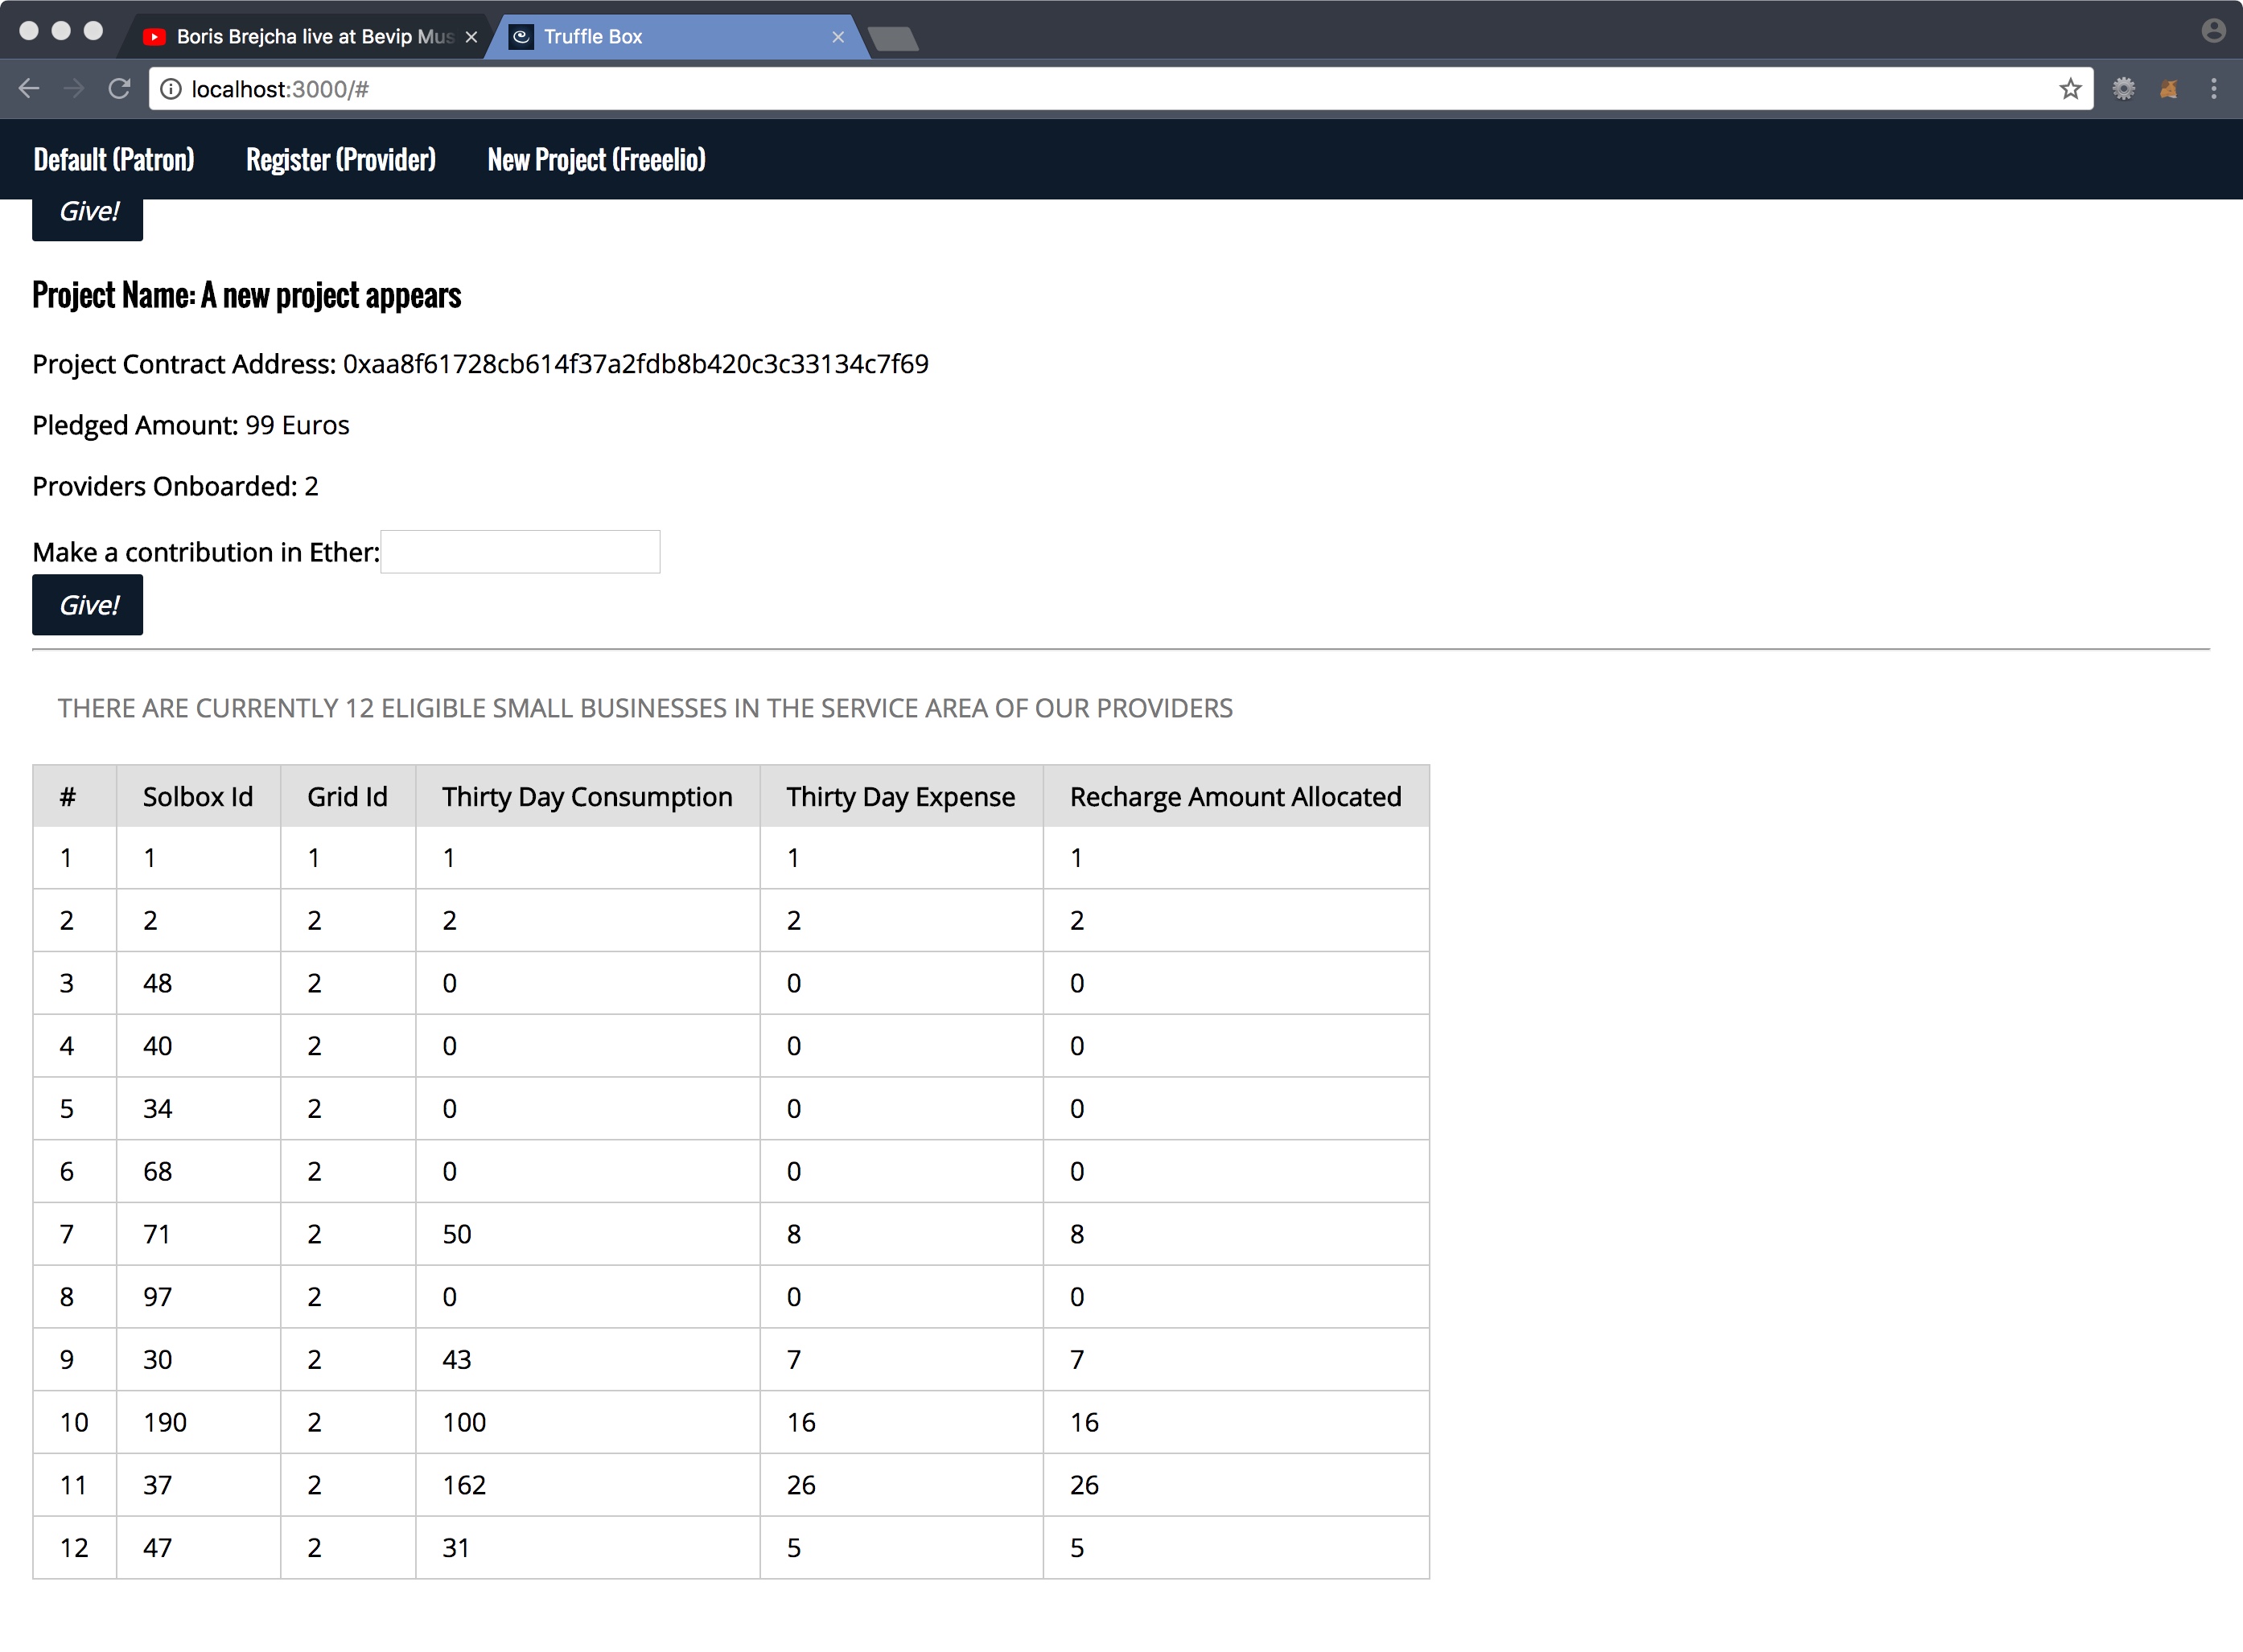 Boris Brejcha live at Bevip Mus
Truffle Box
localhost:3000/#
Default (Patron) Register (Provider) New Project (Freeelio)
Give!
Project Name: A new project appears
Project Contract Address: 0xaa8f61728cb614f37a2fdb8b420c3c33134c7f69
Pledged Amount: 99 Euros
Providers Onboarded: 2
Make a contribution in Ether:
Give!
THERE ARE CURRENTLY 12 ELIGIBLE SMALL BUSINESSES IN THE SERVICE AREA OF OUR PROVIDERS
# Solbox Id Grid Id Thirty Day Consumption Thirty Day Expense Recharge Amount Allocated
1 1 1 1 1 1
2 2 2 2 2 2
3 48 2 0 0 0
4 40 2 0 0 0
5 34 2 0 0 0
6 68 2 0 0 0
7 71 2 50 8 8
8 97 2 0 0 0
9 30 2 43 7 7
10 190 2 100 16 16
11 37 2 162 26 26
12 47 2 31 5 5